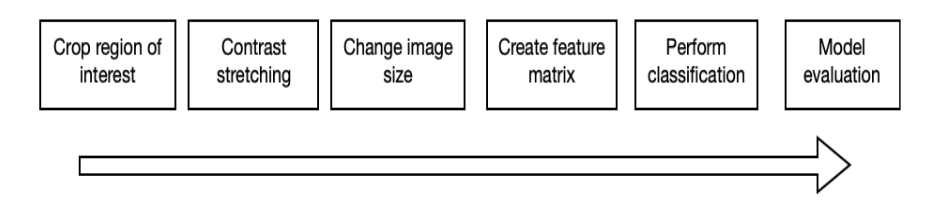 Crop region of
interest
Contrast
stretching
Change image
size
Create feature
matrix
Perform
classification
Model
evaluation